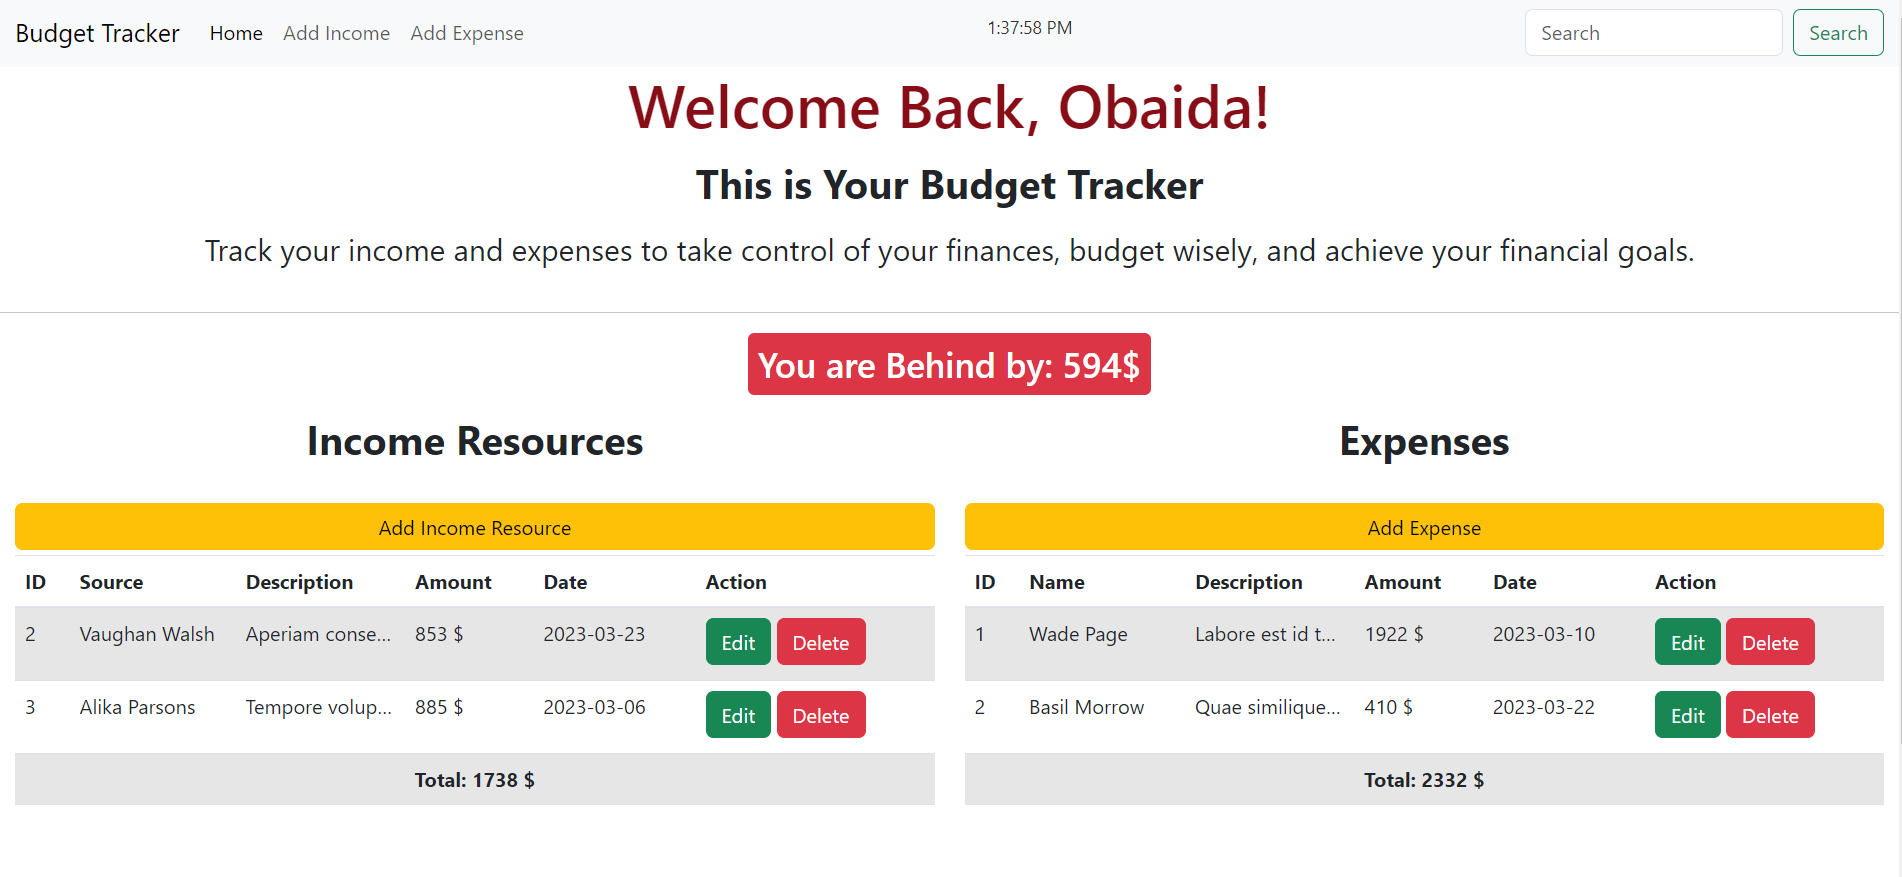 Budget Tracker Home Add Income Add Expense 1:37:58 PM Search Search
Welcome Back, Obaida!
This is Your Budget Tracker
Track your income and expenses to take control of your finances, budget wisely, and achieve your financial goals.
You are Behind by: 594$
Income Resources
Add Income Resource
ID Source Description Amount Date Action
2 Vaughan Walsh Aperiam conse... 853 $ 2023-03-23 Edit Delete
3 Alika Parsons Tempore volup... 885 $ 2023-03-06 Edit Delete
Total: 1738 $
Expenses
Add Expense
ID Name Description Amount Date Action
1 Wade Page Labore est id t... 1922 $ 2023-03-10 Edit Delete
2 Basil Morrow Quae similique... 410 $ 2023-03-22 Edit Delete
Total: 2332 $